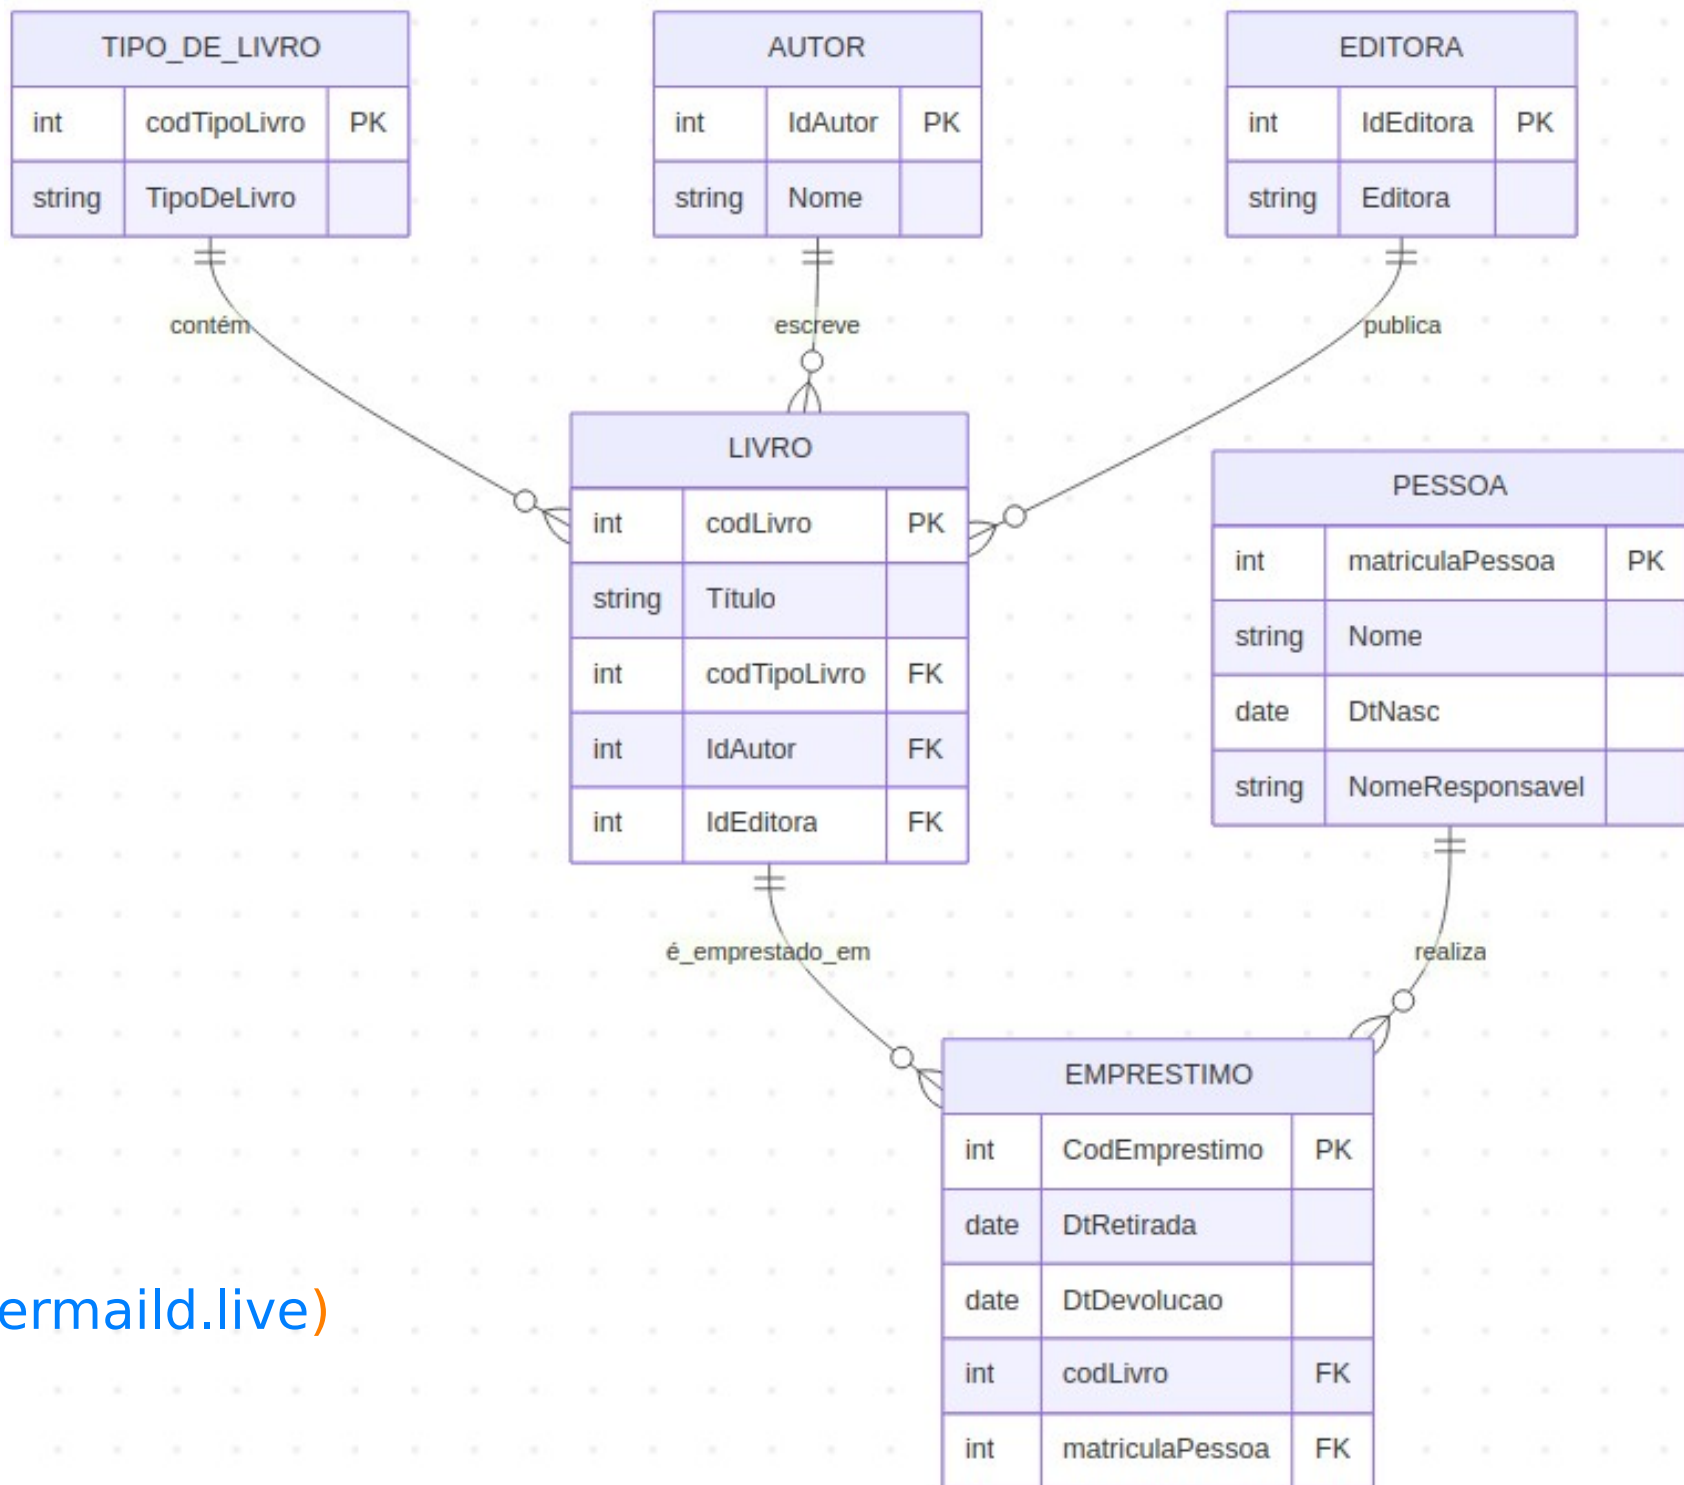 TIPO_DE_LIVRO
int codTipoLivro PK
string TipoDeLivro
AUTOR
int IdAutor PK
string Nome
EDITORA
int IdEditora PK
string Editora
contém
escreve
publica
LIVRO
int codLivro PK
string Título
int codTipoLivro FK
int IdAutor FK
int IdEditora FK
PESSOA
int matriculaPessoa PK
string Nome
date DtNasc
string NomeResponsavel
é_emprestado_em
realiza
EMPRESTIMO
int CodEmprestimo PK
date DtRetirada
date DtDevolucao
int codLivro FK
int matriculaPessoa FK
ermaild.live)